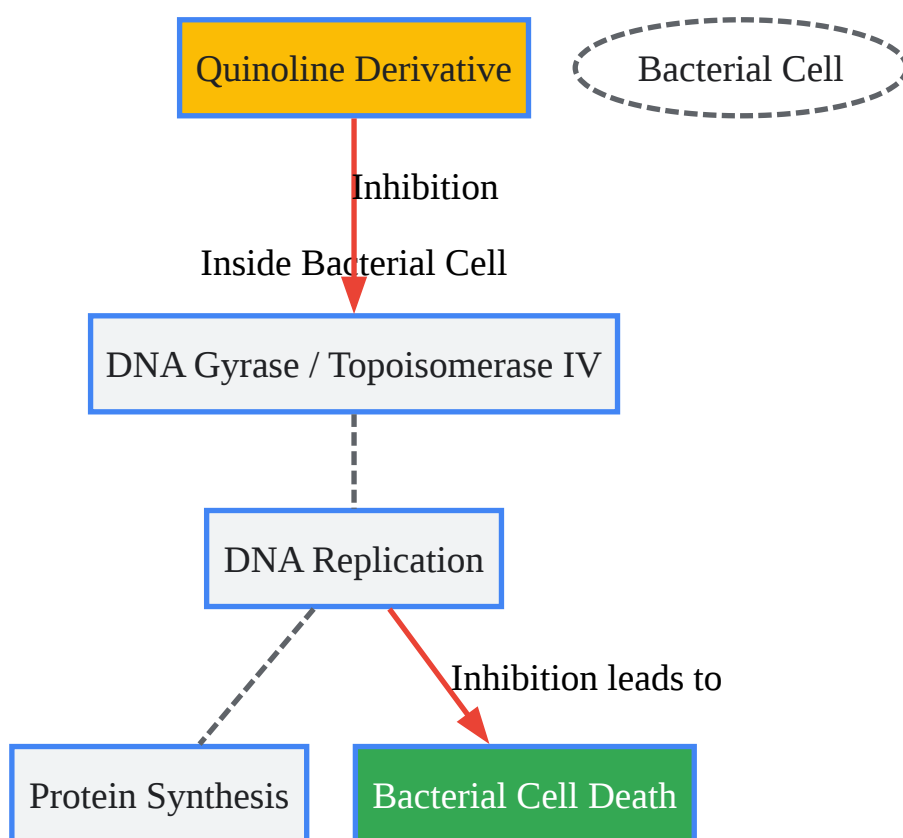 Quinoline Derivative
Bacterial Cell
Inhibition
Inside Bacterial Cell
DNA Gyrase / Topoisomerase IV
DNA Replication
Inhibition leads to
Protein Synthesis
Bacterial Cell Death